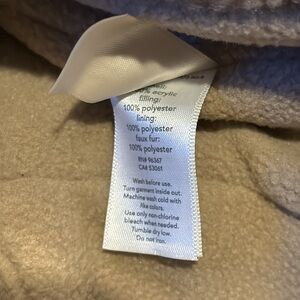 % acrylic
filling:
100% polyester
lining:
100% polyester
faux fur:
100% polyester
RN# 96367
CA# 53061
Wash before use.
Turn garment inside out.
Machine wash cold with
like colors.
Use only non-chlorine
bleach when needed.
Tumble dry low.
Do not iron.